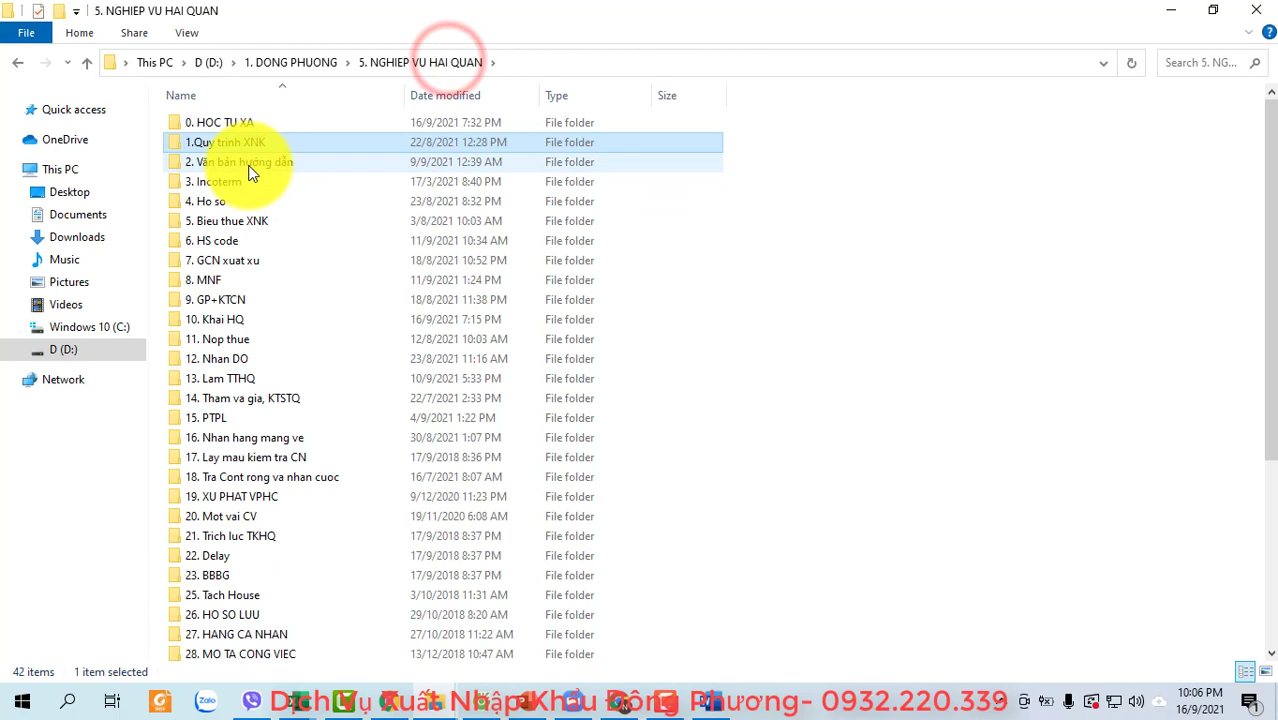 5. NGHIEP VU HAI QUAN
File Home Share View
This PC > D (D:) > 1. DONG PHUONG > 5. NGHIEP VU HAI QUAN >
Search 5. NG...
Name Date modified Type Size
Quick access
OneDrive
This PC
Desktop
Documents
Downloads
Music
Pictures
Videos
Windows 10 (C:)
D (D:)
Network
0. HOC TU XA 16/9/2021 7:32 PM File folder
1.Quy trinh XNK 22/8/2021 12:28 PM File folder
2. Văn bản hướng dẫn 9/9/2021 12:39 AM File folder
3. Incoterm 17/3/2021 8:40 PM File folder
4. Ho so 23/8/2021 8:32 PM File folder
5. Bieu thue XNK 3/8/2021 10:03 AM File folder
6. HS code 11/9/2021 10:34 AM File folder
7. GCN xuat xu 18/8/2021 10:52 PM File folder
8. MNF 11/9/2021 1:24 PM File folder
9. GP+KTCN 18/8/2021 11:38 PM File folder
10. Khai HQ 16/9/2021 7:15 PM File folder
11. Nop thue 12/8/2021 10:03 AM File folder
12. Nhan DO 23/8/2021 11:16 AM File folder
13. Lam TTHQ 10/9/2021 5:33 PM File folder
14. Tham va gia, KTSTQ 22/7/2021 2:33 PM File folder
15. PTPL 4/9/2021 1:22 PM File folder
16. Nhan hang mang ve 30/8/2021 1:07 PM File folder
17. Lay mau kiem tra CN 17/9/2018 8:36 PM File folder
18. Tra Cont rong va nhan cuoc 16/7/2021 8:07 AM File folder
19. XU PHAT VPHC 9/12/2020 11:23 PM File folder
20. Mot vai CV 19/11/2020 6:08 AM File folder
21. Trich luc TKHQ 17/9/2018 8:37 PM File folder
22. Delay 17/9/2018 8:37 PM File folder
23. BBBG 17/9/2018 8:37 PM File folder
25. Tach House 3/10/2018 11:31 AM File folder
26. HO SO LUU 29/10/2018 8:20 AM File folder
27. HANG CA NHAN 27/10/2018 11:22 AM File folder
28. MO TA CONG VIEC 13/12/2018 10:47 AM File folder
42 items 1 item selected
Dịch Vụ Xuất Nhập Khẩu Đông Phương- 0932.220.339
Zalo
10:06 PM
16/9/2021